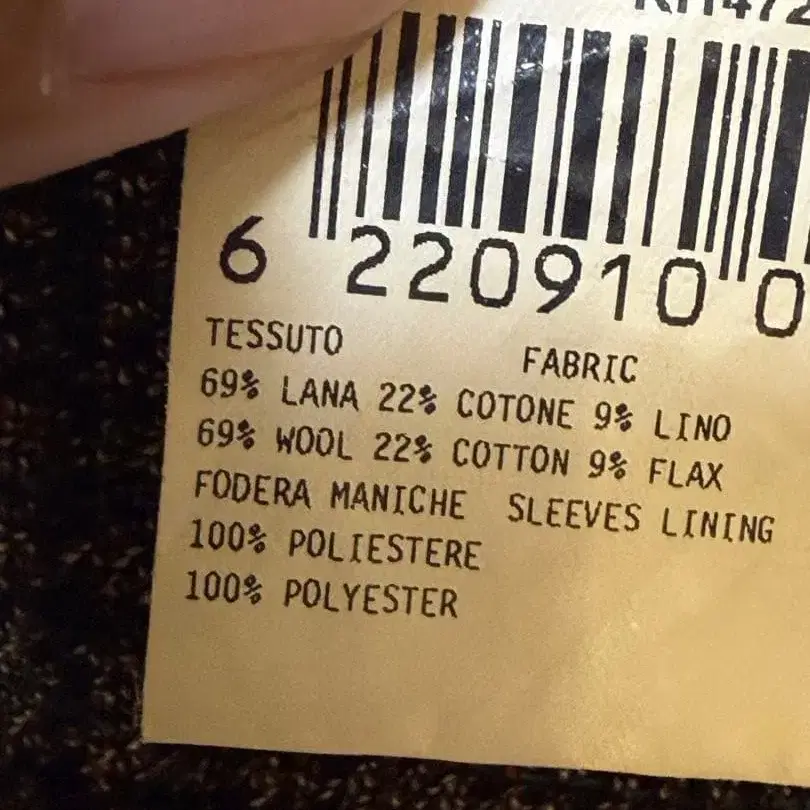 6 220910 0
TESSUTO FABRIC
69% LANA 22% COTONE 9% LINO
69% WOOL 22% COTTON 9% FLAX
FODERA MANICHE SLEEVES LINING
100% POLIESTERE
100% POLYESTER